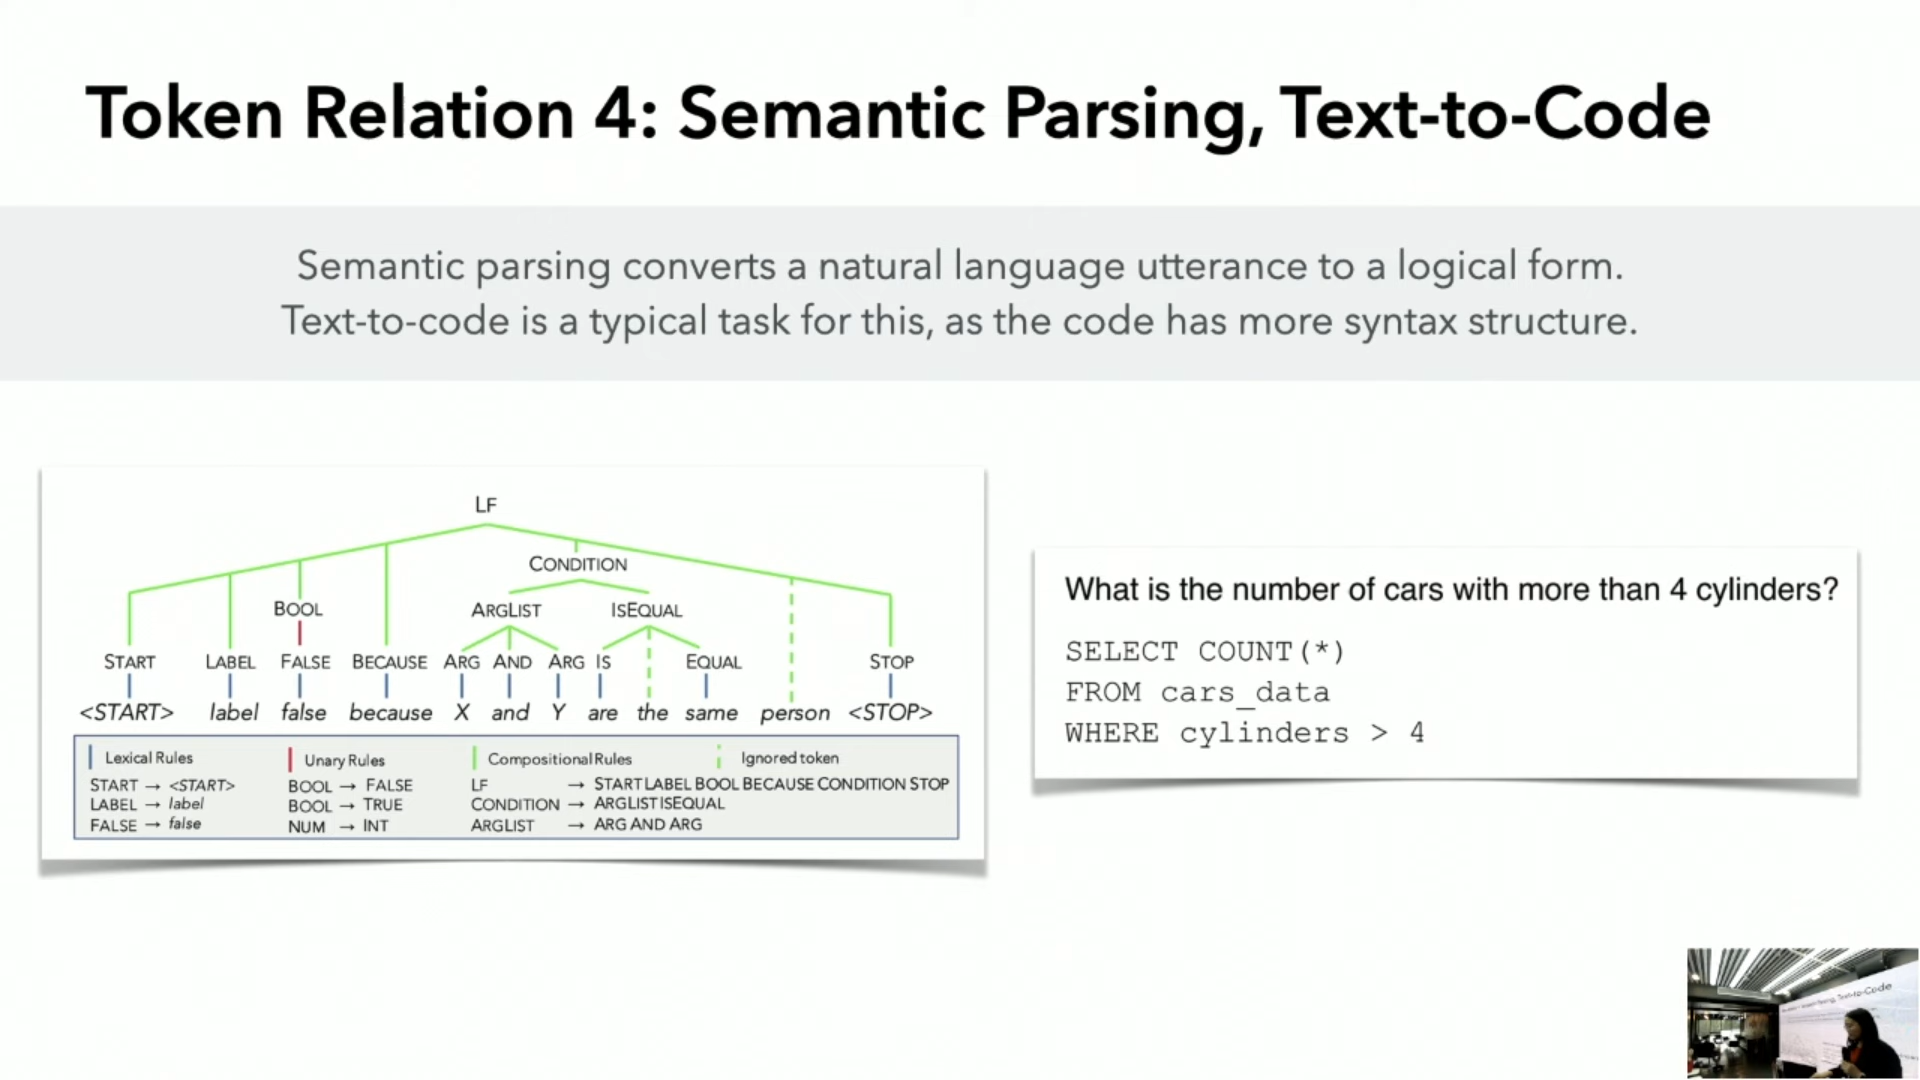 Token Relation 4: Semantic Parsing, Text-to-Code
Semantic parsing converts a natural language utterance to a logical form.
Text-to-code is a typical task for this, as the code has more syntax structure.
LF
CONDITION
BOOL ARGLIST ISEQUAL
START LABEL FALSE BECAUSE ARG AND ARG IS EQUAL STOP
<START> label false because X and Y are the same person <STOP>
Lexical Rules Unary Rules Compositional Rules Ignored token
START → <START> BOOL → FALSE LF → START LABEL BOOL BECAUSE CONDITION STOP
LABEL → label BOOL → TRUE CONDITION → ARGLIST ISEQUAL
FALSE → false NUM → INT ARGLIST → ARG AND ARG
What is the number of cars with more than 4 cylinders?
SELECT COUNT(*)
FROM cars_data
WHERE cylinders > 4
Text-to-Code